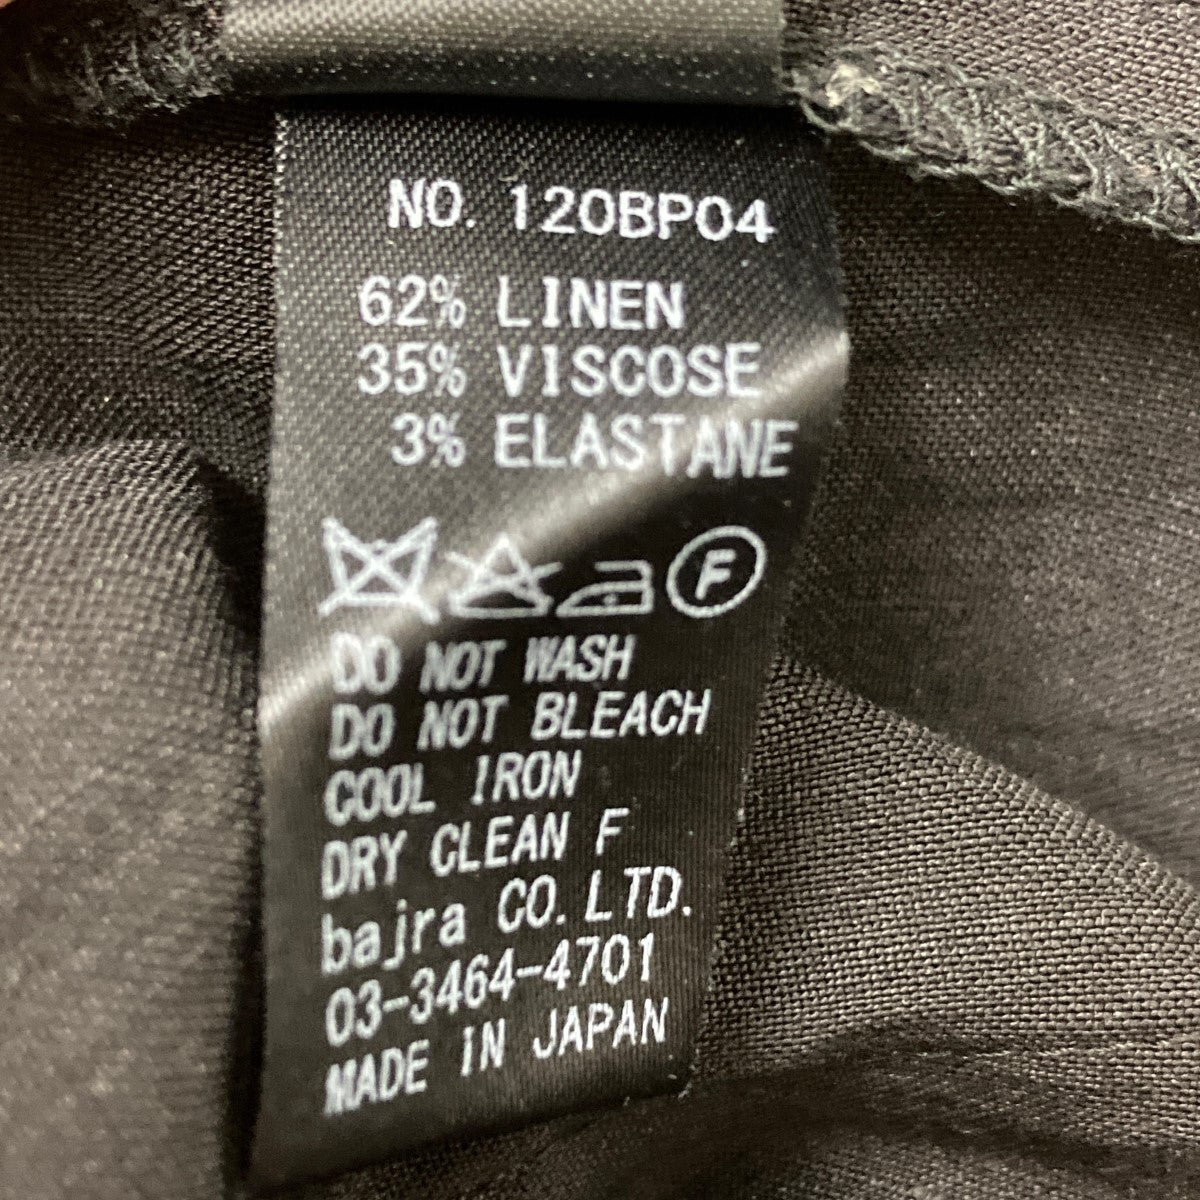 NO. 120BP04
62% LINEN
35% VISCOSE
3% ELASTANE
F
DO NOT WASH
DO NOT BLEACH
COOL IRON
DRY CLEAN F
bajra CO. LTD.
03-3464-4701
MADE IN JAPAN